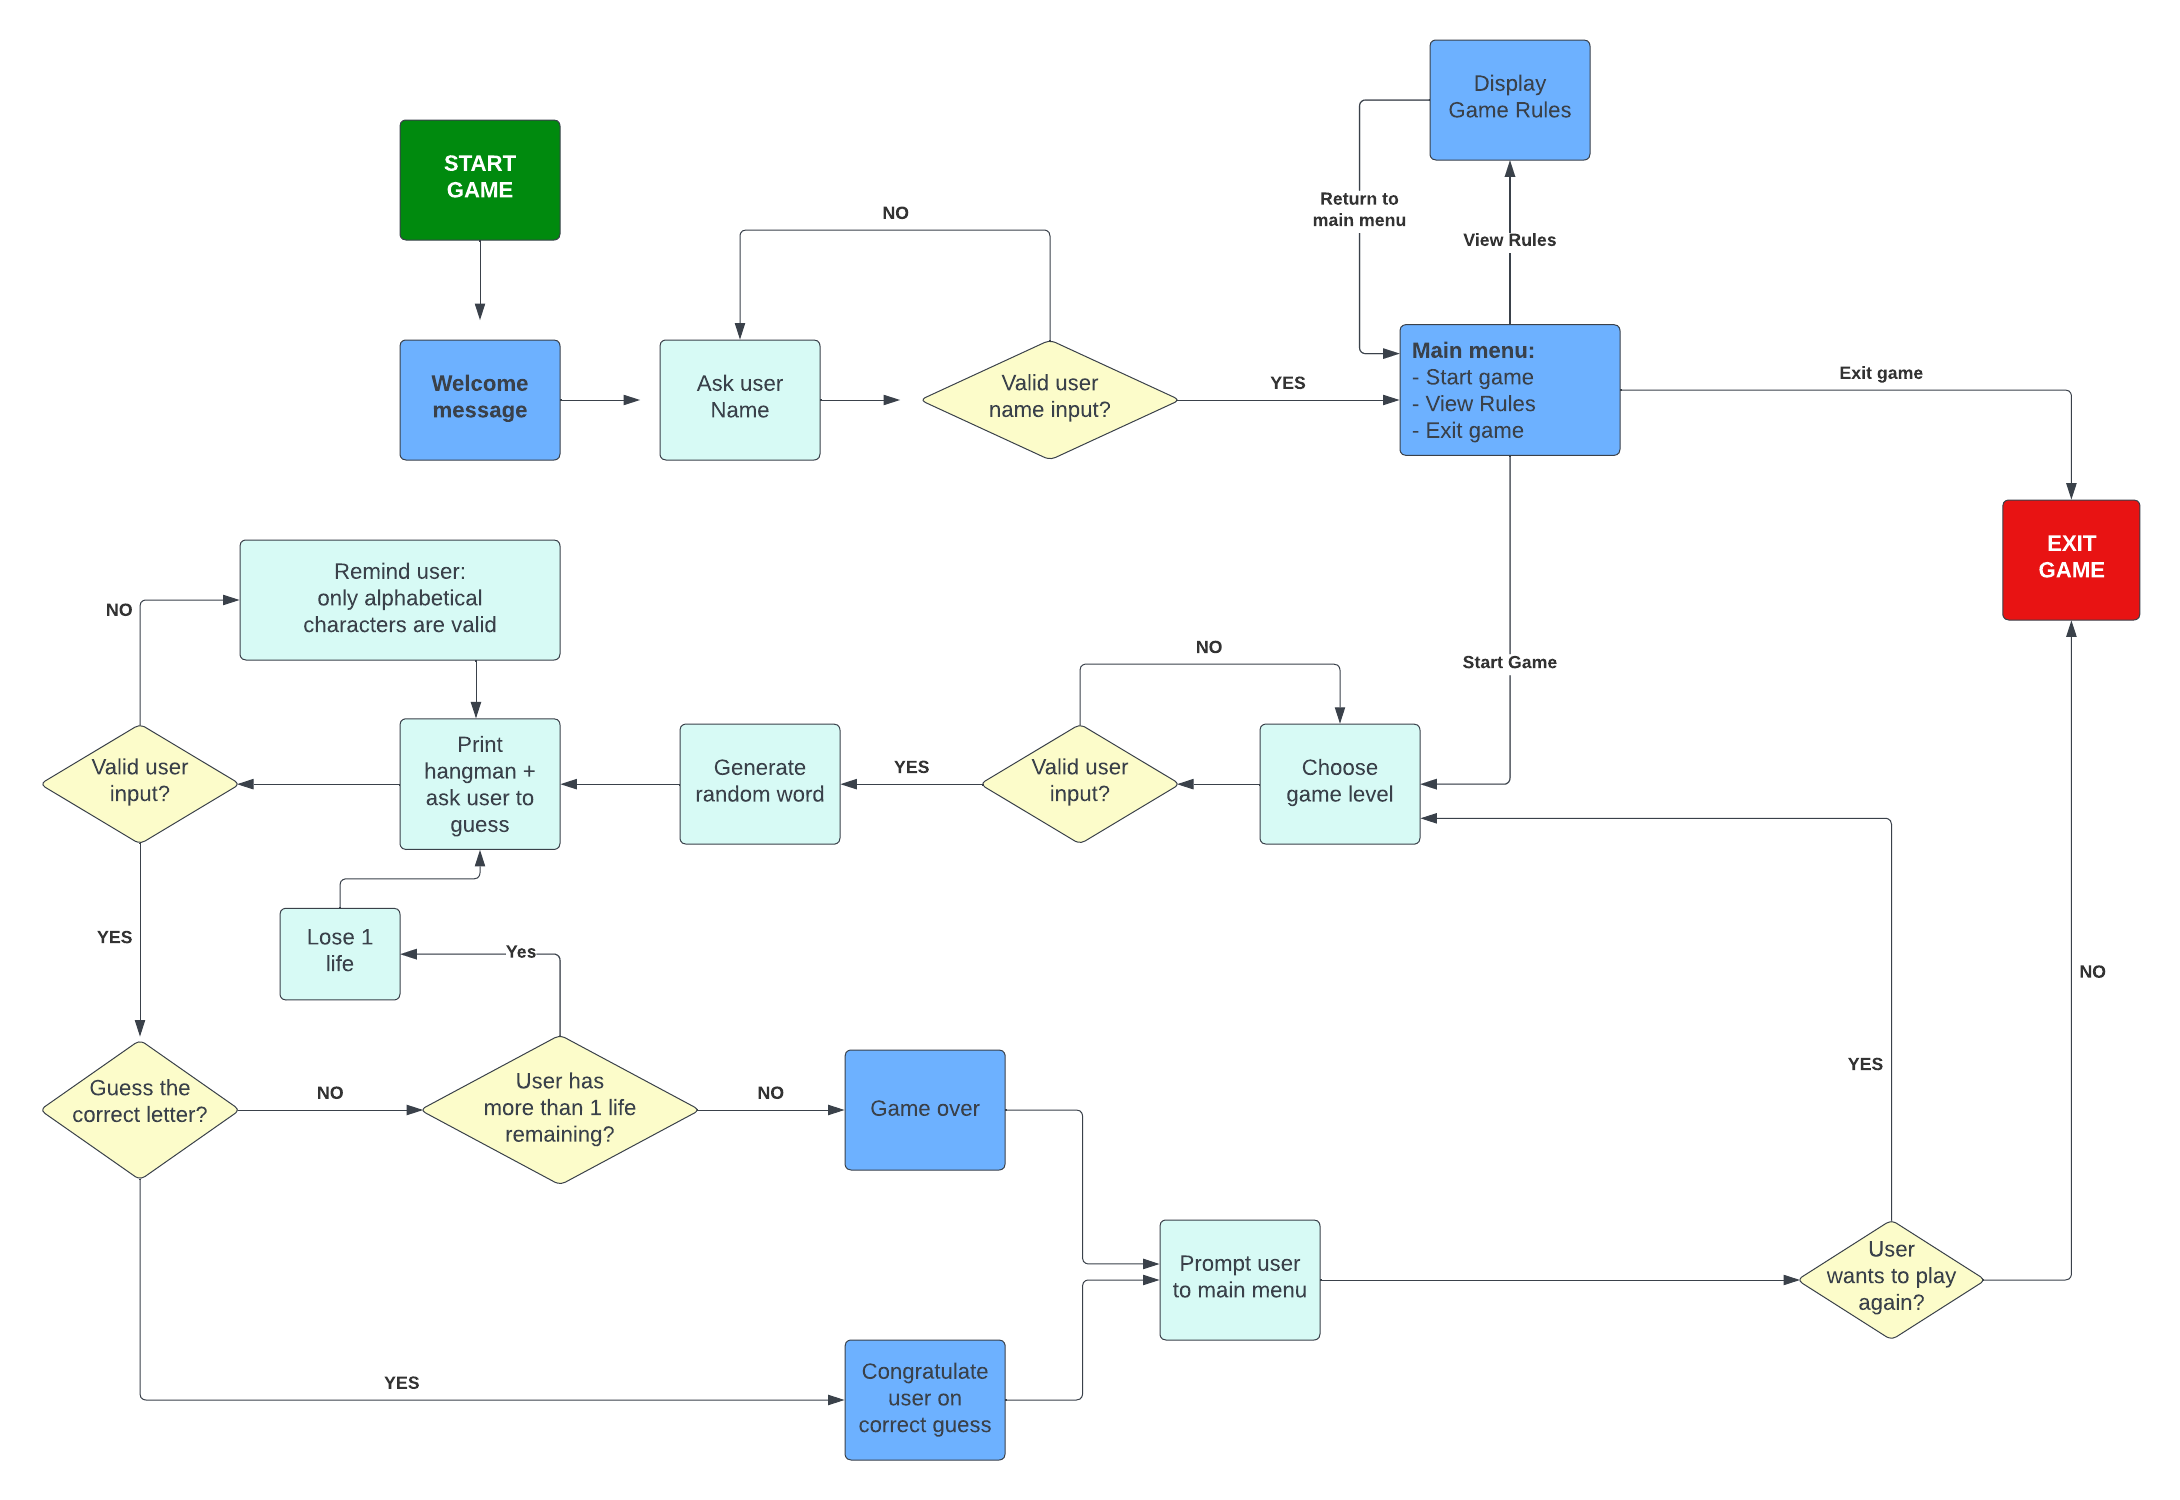 Display
Game Rules
START
GAME
Return to
main menu
NO
View Rules
Welcome
message
Ask user
Name
Valid user
name input?
YES
Main menu:
- Start game
- View Rules
- Exit game
Exit game
EXIT
GAME
Remind user:
only alphabetical
characters are valid
NO
NO
Start Game
Valid user
input?
Print
hangman +
ask user to
guess
Generate
random word
YES
Valid user
input?
Choose
game level
YES
Lose 1
life
Yes
NO
YES
Guess the
correct letter?
NO
User has
more than 1 life
remaining?
NO
Game over
Prompt user
to main menu
User
wants to play
again?
YES
Congratulate
user on
correct guess